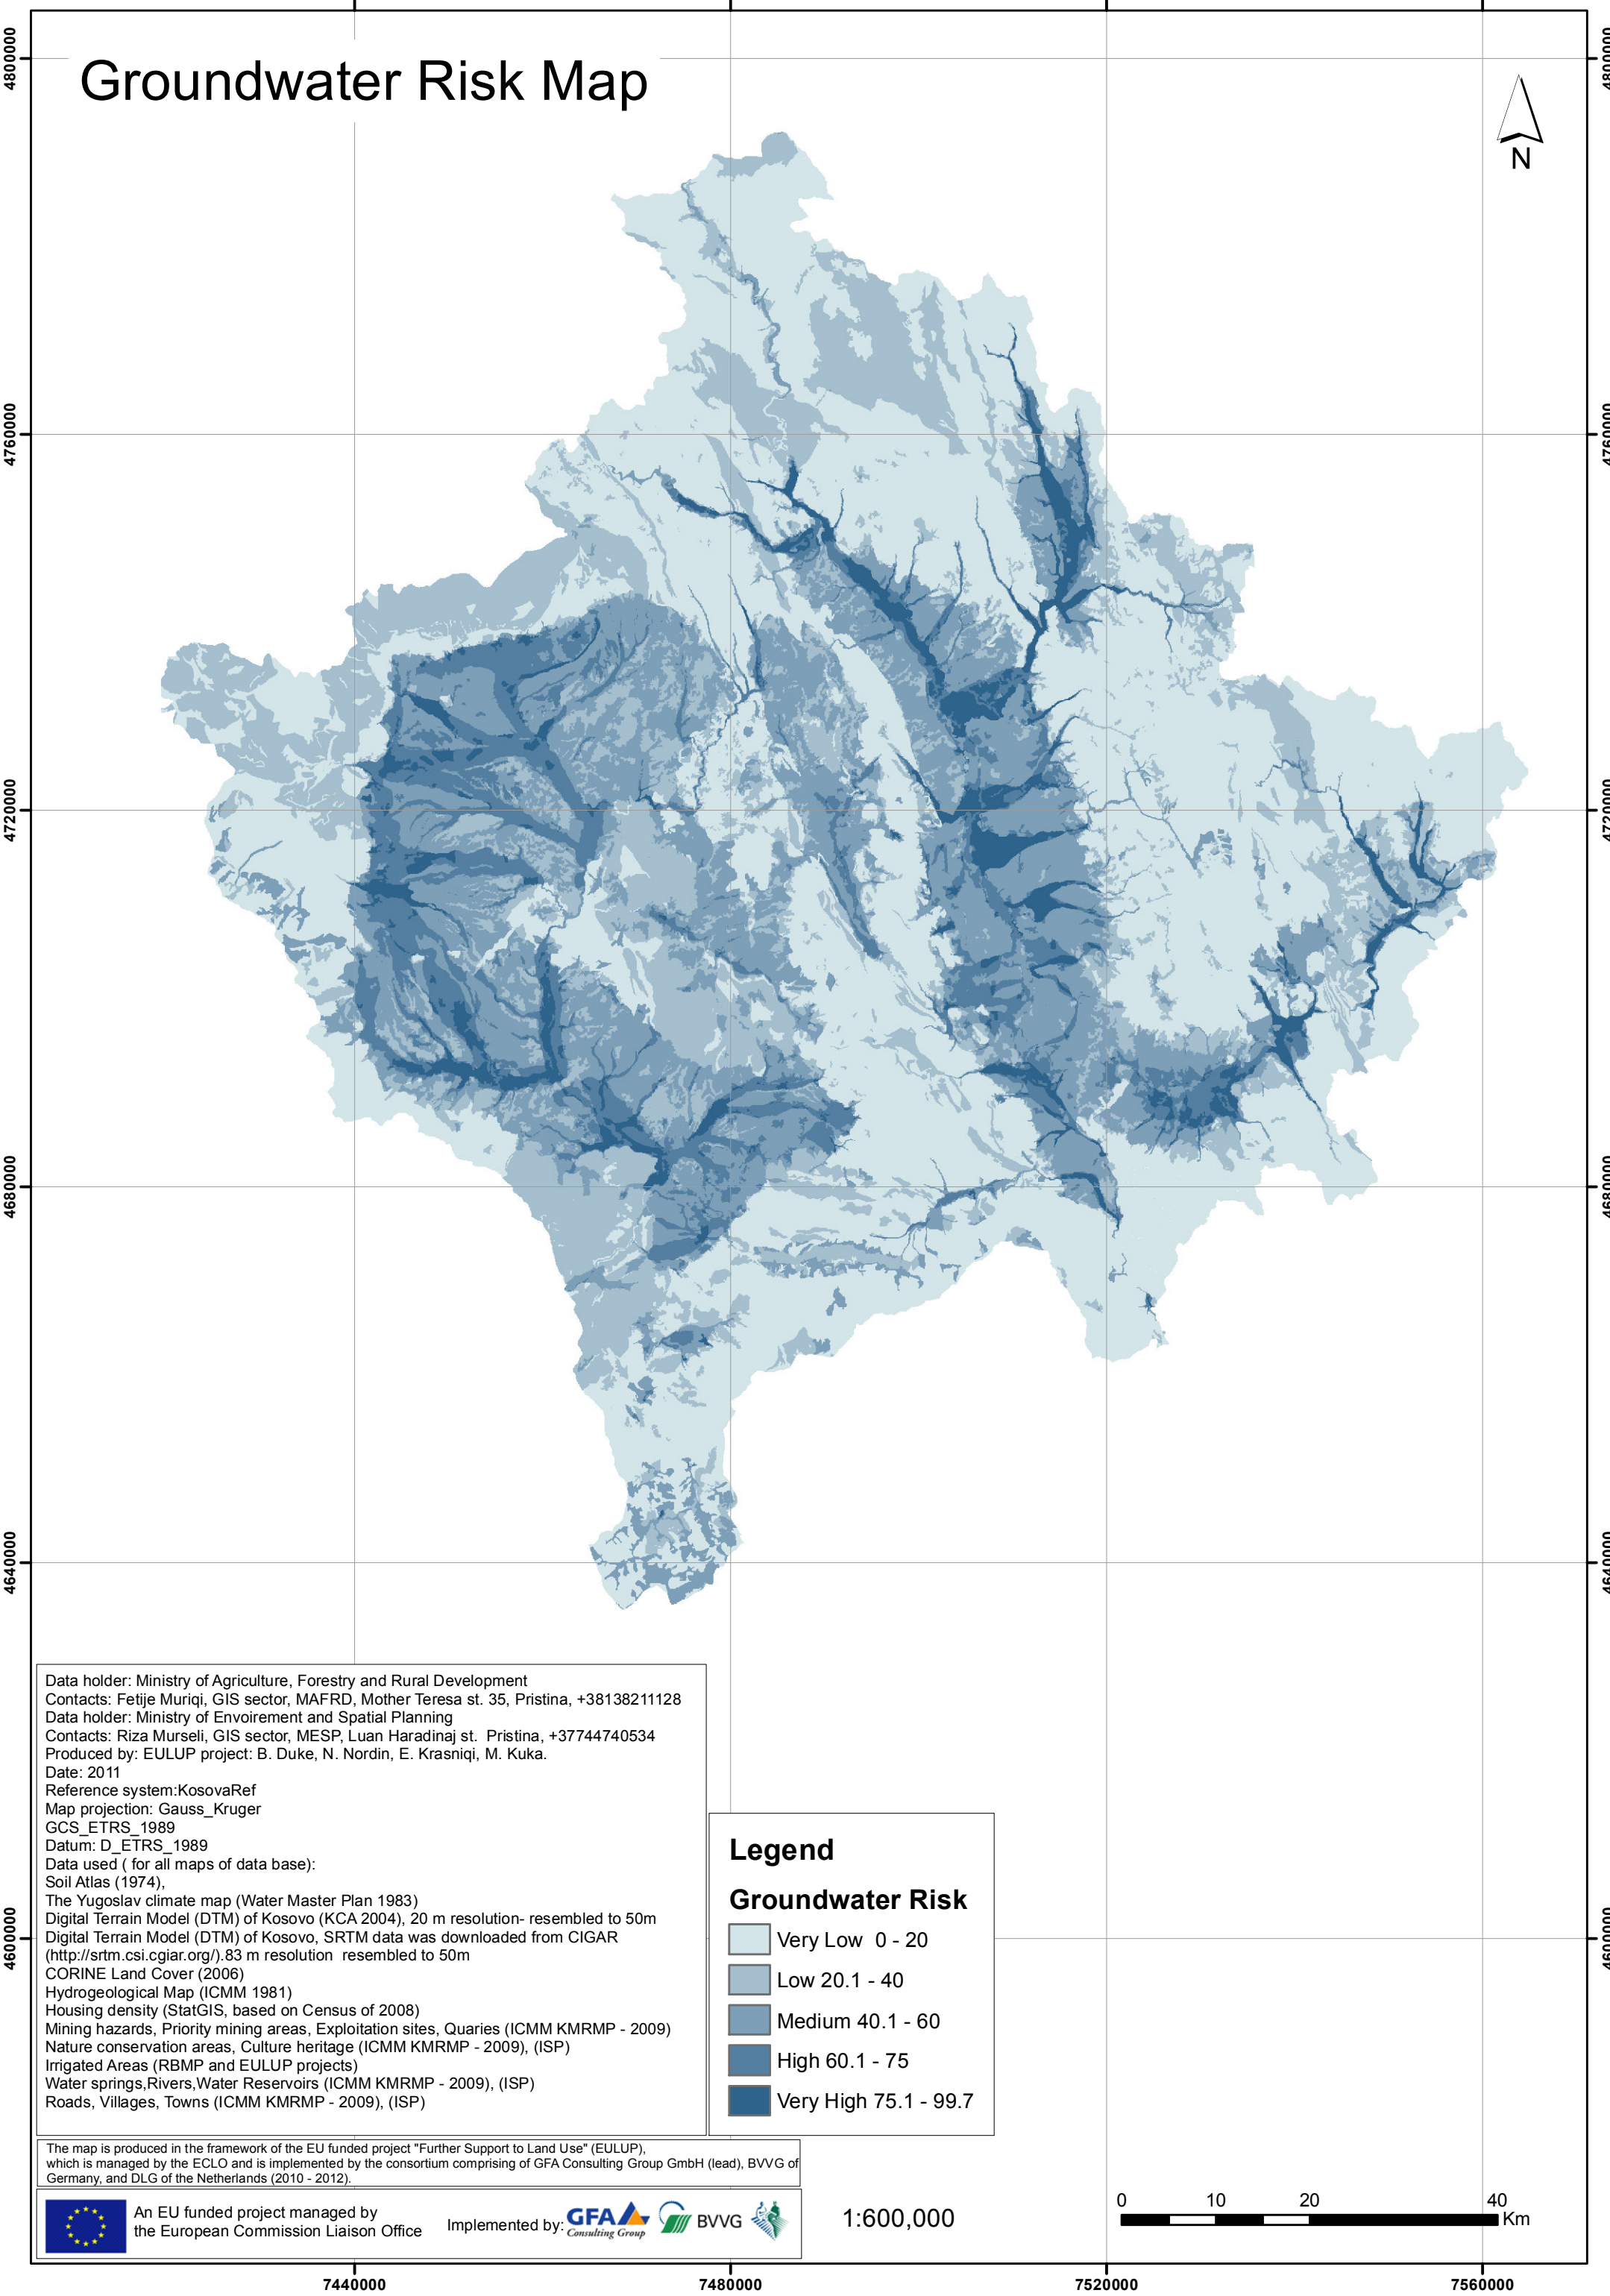 Groundwater Risk Map
N
4800000
4800000
4760000
4760000
4720000
4720000
4680000
4680000
4640000
4640000
4600000
4600000
Data holder: Ministry of Agriculture, Forestry and Rural Development
Contacts: Fetije Muriqi, GIS sector, MAFRD, Mother Teresa st. 35, Pristina, +38138211128
Data holder: Ministry of Envoirement and Spatial Planning
Contacts: Riza Murseli, GIS sector, MESP, Luan Haradinaj st. Pristina, +37744740534
Produced by: EULUP project: B. Duke, N. Nordin, E. Krasniqi, M. Kuka.
Date: 2011
Reference system:KosovaRef
Map projection: Gauss_Kruger
GCS_ETRS_1989
Datum: D_ETRS_1989
Data used ( for all maps of data base):
Soil Atlas (1974),
The Yugoslav climate map (Water Master Plan 1983)
Digital Terrain Model (DTM) of Kosovo (KCA 2004), 20 m resolution- resembled to 50m
Digital Terrain Model (DTM) of Kosovo, SRTM data was downloaded from CIGAR
(http://srtm.csi.cgiar.org/).83 m resolution resembled to 50m
CORINE Land Cover (2006)
Hydrogeological Map (ICMM 1981)
Housing density (StatGIS, based on Census of 2008)
Mining hazards, Priority mining areas, Exploitation sites, Quaries (ICMM KMRMP - 2009)
Nature conservation areas, Culture heritage (ICMM KMRMP - 2009), (ISP)
Irrigated Areas (RBMP and EULUP projects)
Water springs,Rivers,Water Reservoirs (ICMM KMRMP - 2009), (ISP)
Roads, Villages, Towns (ICMM KMRMP - 2009), (ISP)
Legend
Groundwater Risk
Very Low 0 - 20
Low 20.1 - 40
Medium 40.1 - 60
High 60.1 - 75
Very High 75.1 - 99.7
The map is produced in the framework of the EU funded project "Further Support to Land Use" (EULUP),
which is managed by the ECLO and is implemented by the consortium comprising of GFA Consulting Group GmbH (lead), BVVG of
Germany, and DLG of the Netherlands (2010 - 2012).
An EU funded project managed by
the European Commission Liaison Office
Implemented by:
GFA
Consulting Group
BVVG
1:600,000
0 10 20 40
Km
7440000 7480000 7520000 7560000